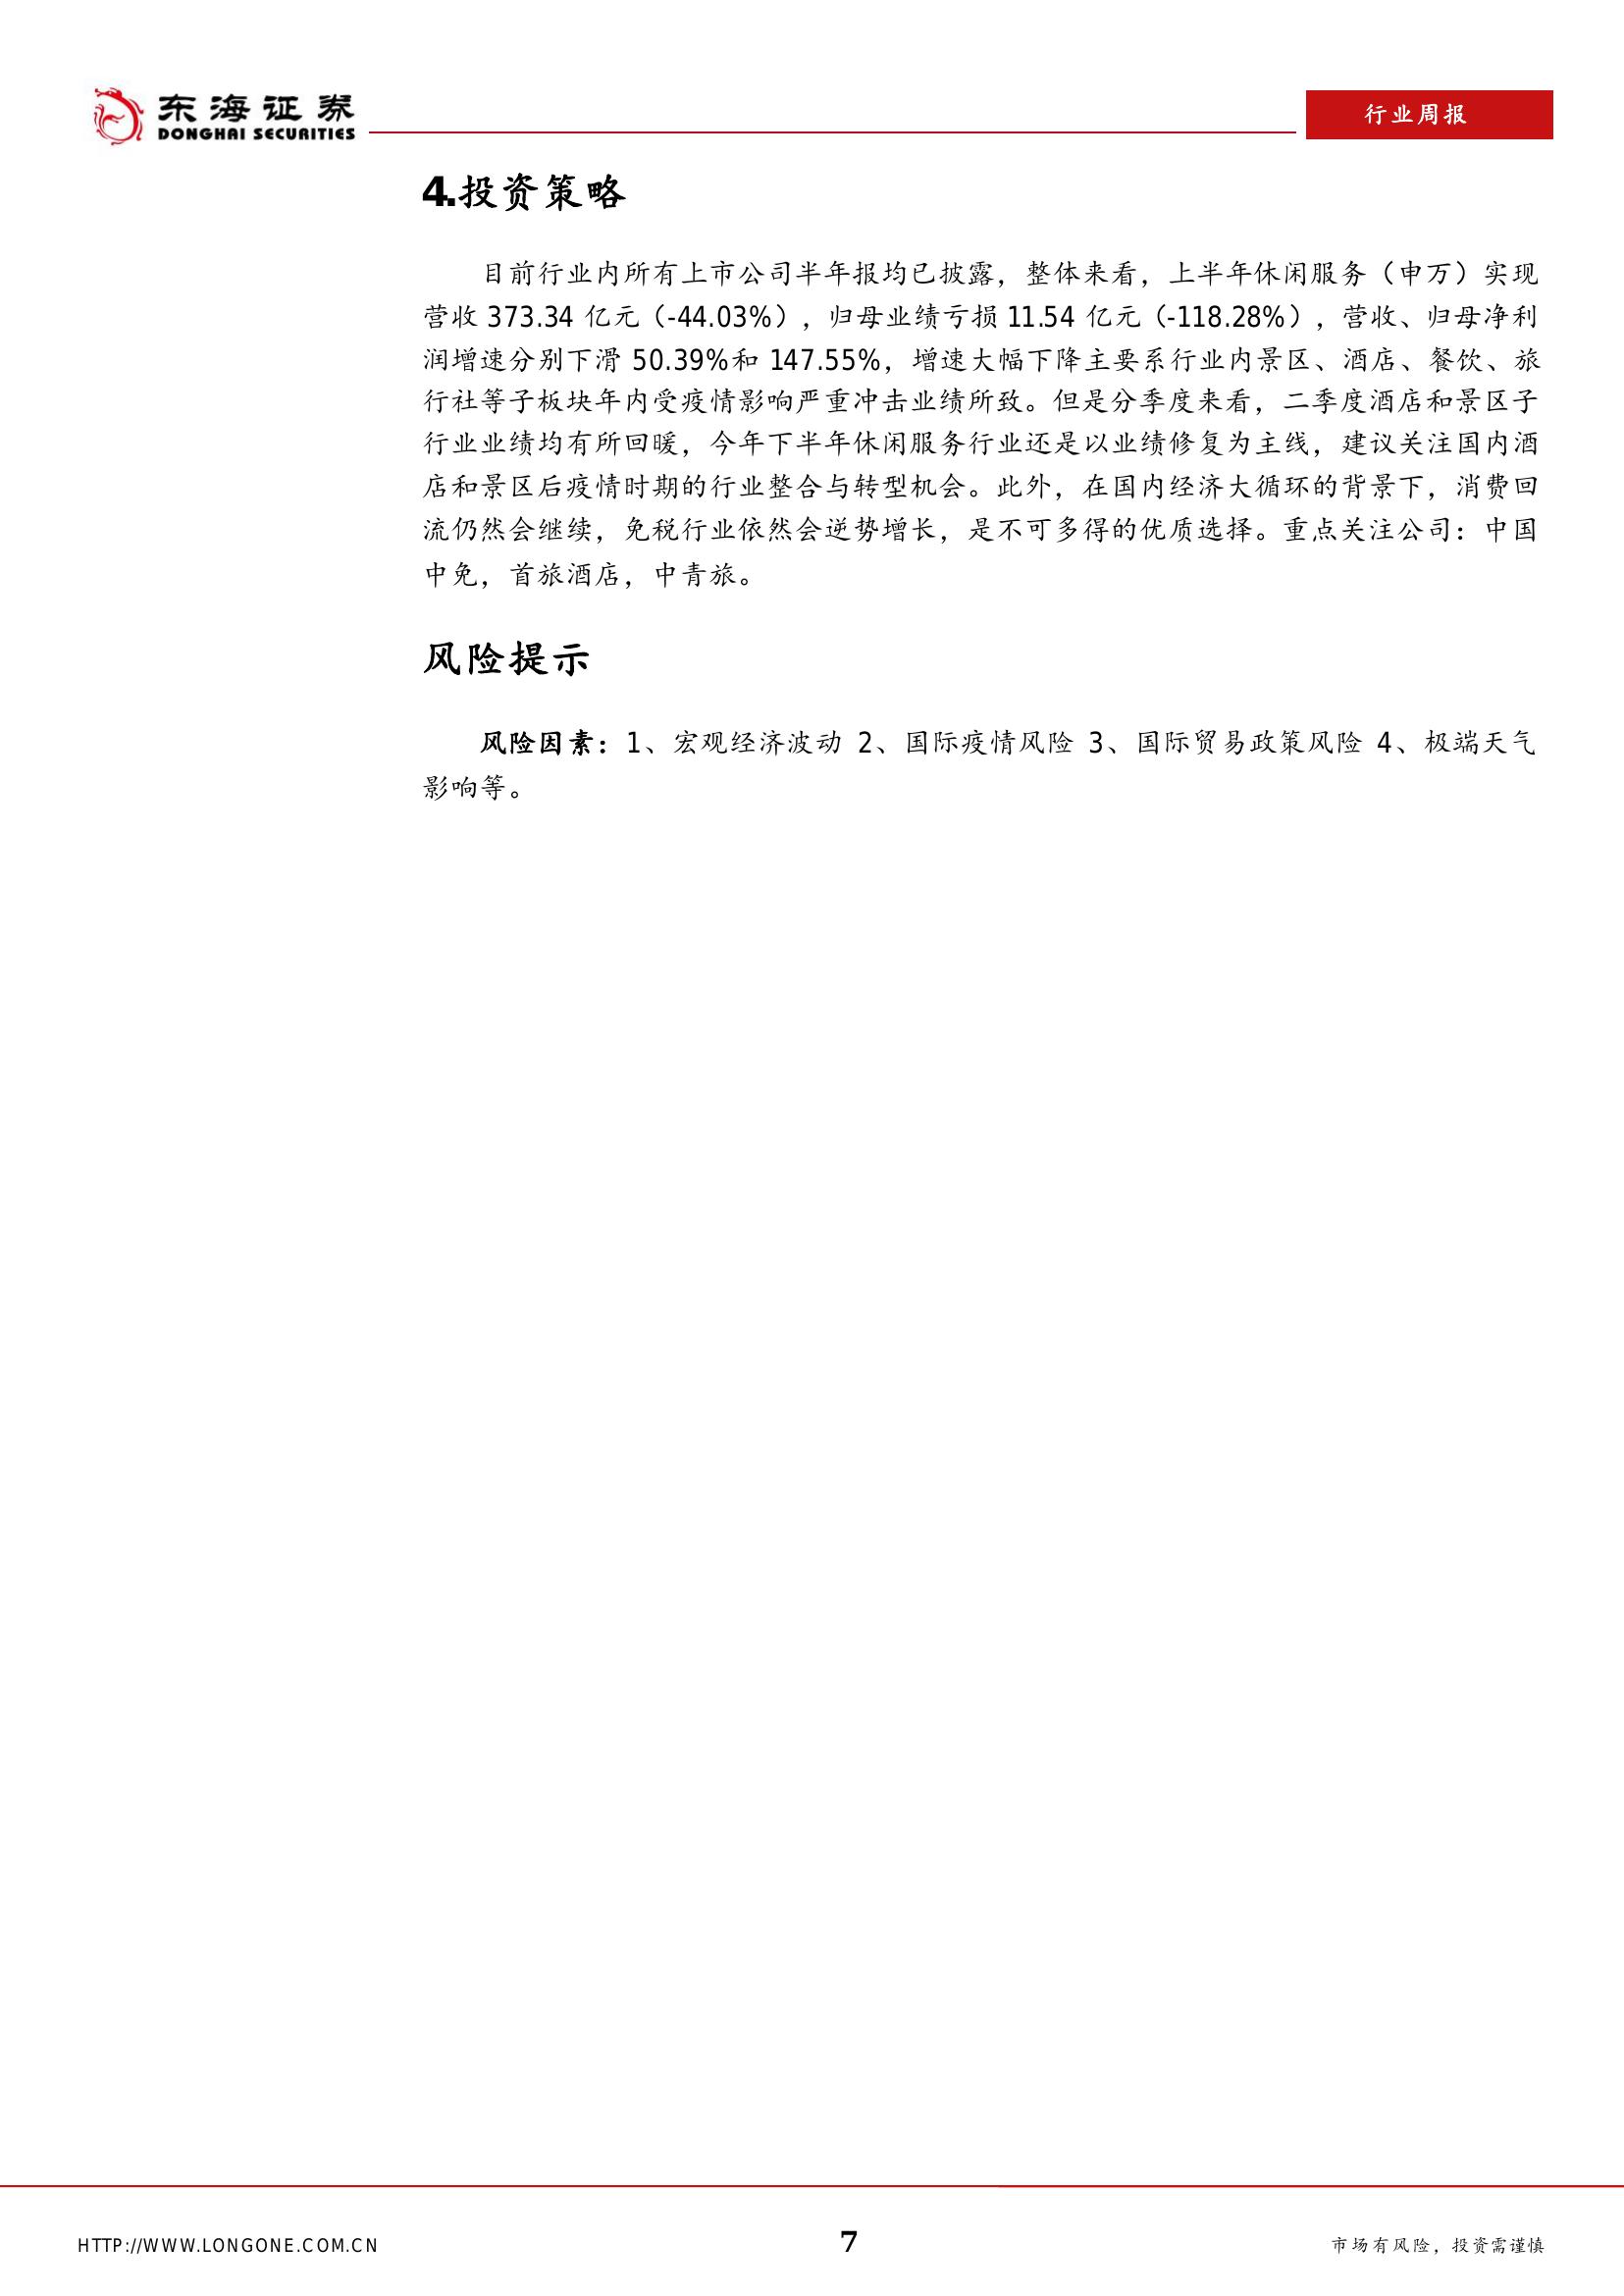 东海证券
DONGHAI SECURITIES
行业周报
4.投资策略
目前行业内所有上市公司半年报均已披露，整体来看，上半年休闲服务（申万）实现
营收 373.34 亿元（-44.03%），归母业绩亏损 11.54 亿元（-118.28%），营收、归母净利
润增速分别下滑 50.39%和 147.55%，增速大幅下降主要系行业内景区、酒店、餐饮、旅
行社等子板块年内受疫情影响严重冲击业绩所致。但是分季度来看，二季度酒店和景区子
行业业绩均有所回暖，今年下半年休闲服务行业还是以业绩修复为主线，建议关注国内酒
店和景区后疫情时期的行业整合与转型机会。此外，在国内经济大循环的背景下，消费回
流仍然会继续，免税行业依然会逆势增长，是不可多得的优质选择。重点关注公司：中国
中免，首旅酒店，中青旅。
风险提示
风险因素：1、宏观经济波动 2、国际疫情风险 3、国际贸易政策风险 4、极端天气
影响等。
HTTP://WWW.LONGONE.COM.CN
7
市场有风险，投资需谨慎